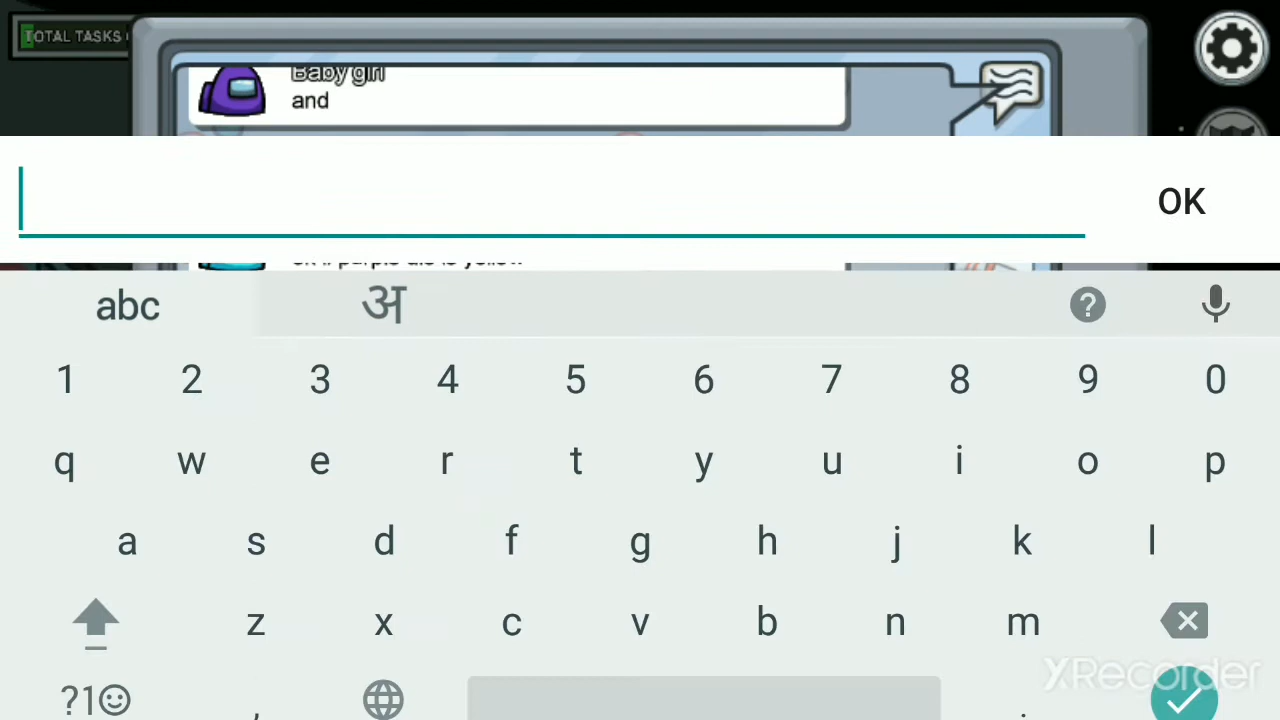 TOTAL TASKS
Baby girl
and
OK
abc
अ
1 2 3 4 5 6 7 8 9 0
q w e r t y u i o p
a s d f g h j k l
z x c v b n m
?1 , .
XRecorder